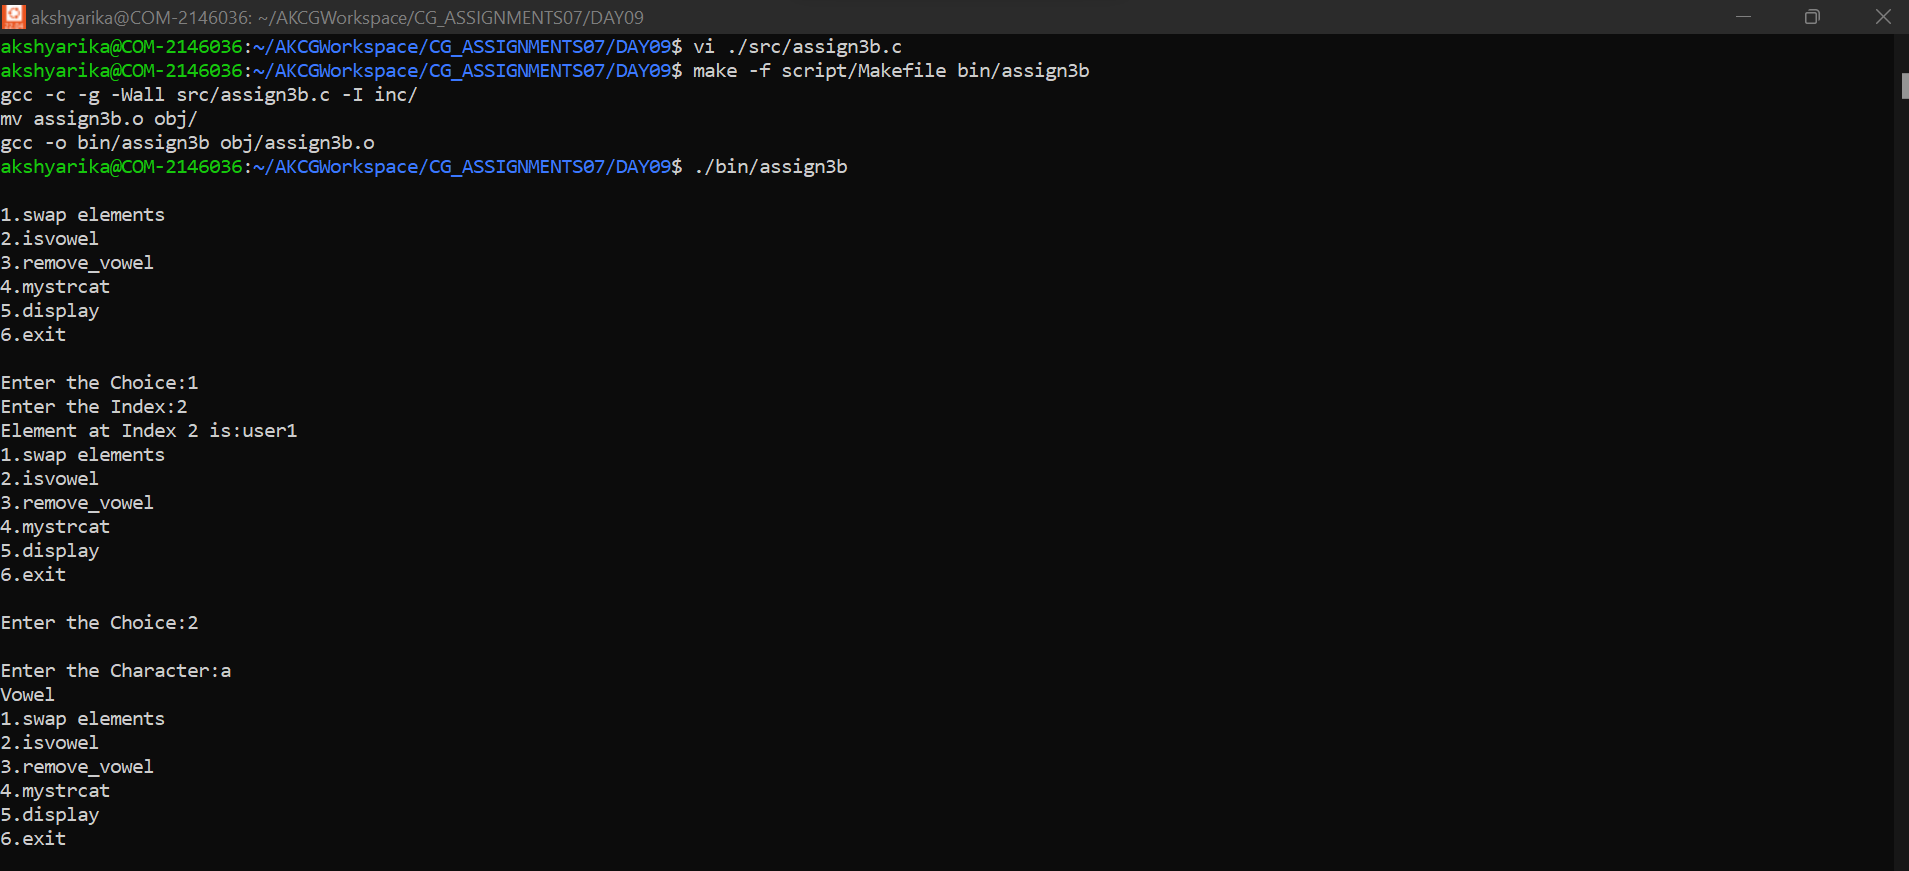 akshyarika@COM-2146036: ~/AKCGWorkspace/CG_ASSIGNMENTS07/DAY09
akshyarika@COM-2146036:~/AKCGWorkspace/CG_ASSIGNMENTS07/DAY09$ vi ./src/assign3b.c
akshyarika@COM-2146036:~/AKCGWorkspace/CG_ASSIGNMENTS07/DAY09$ make -f script/Makefile bin/assign3b
gcc -c -g -Wall src/assign3b.c -I inc/
mv assign3b.o obj/
gcc -o bin/assign3b obj/assign3b.o
akshyarika@COM-2146036:~/AKCGWorkspace/CG_ASSIGNMENTS07/DAY09$ ./bin/assign3b
1.swap elements
2.isvowel
3.remove_vowel
4.mystrcat
5.display
6.exit
Enter the Choice:1
Enter the Index:2
Element at Index 2 is:user1
1.swap elements
2.isvowel
3.remove_vowel
4.mystrcat
5.display
6.exit
Enter the Choice:2
Enter the Character:a
Vowel
1.swap elements
2.isvowel
3.remove_vowel
4.mystrcat
5.display
6.exit